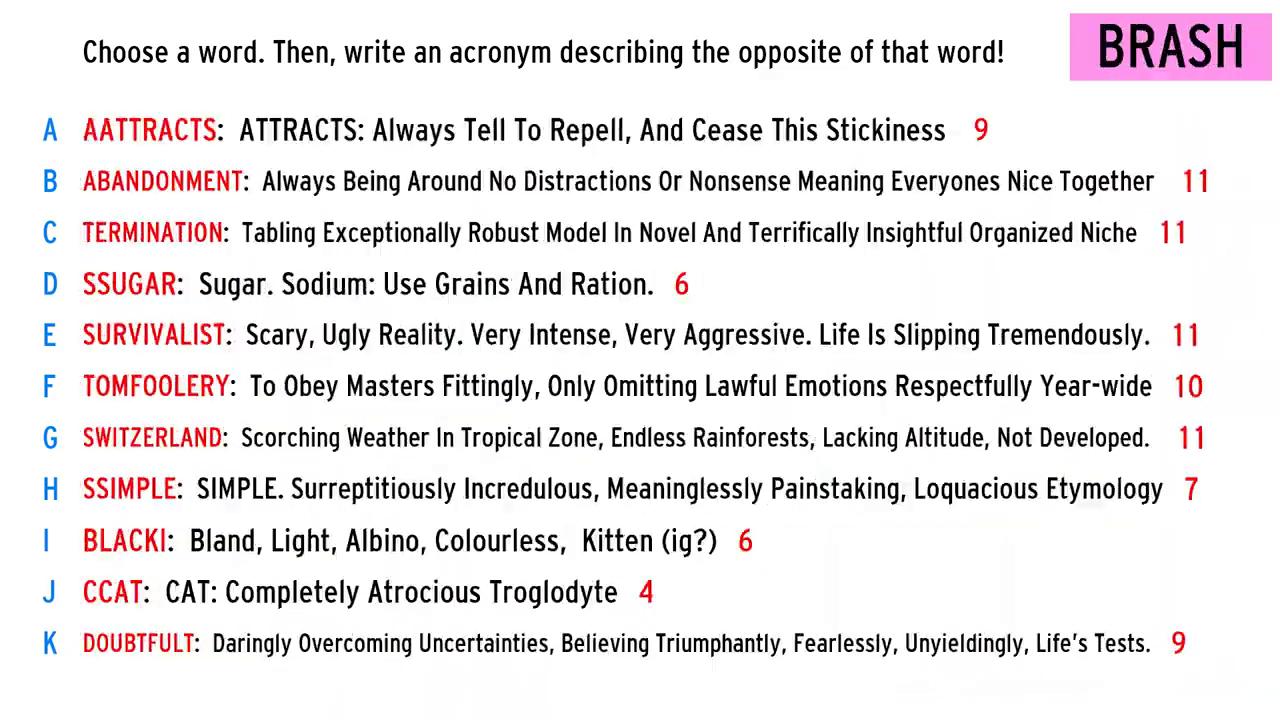 Choose a word. Then, write an acronym describing the opposite of that word!
BRASH
A AATTRACTS: ATTRACTS: Always Tell To Repell, And Cease This Stickiness 9
B ABANDONMENT: Always Being Around No Distractions Or Nonsense Meaning Everyones Nice Together 11
C TERMINATION: Tabling Exceptionally Robust Model In Novel And Terrifically Insightful Organized Niche 11
D SSUGAR: Sugar. Sodium: Use Grains And Ration. 6
E SURVIVALIST: Scary, Ugly Reality. Very Intense, Very Aggressive. Life Is Slipping Tremendously. 11
F TOMFOOLERY: To Obey Masters Fittingly, Only Omitting Lawful Emotions Respectfully Year-wide 10
G SWITZERLAND: Scorching Weather In Tropical Zone, Endless Rainforests, Lacking Altitude, Not Developed. 11
H SSIMPLE: SIMPLE. Surreptitiously Incredulous, Meaninglessly Painstaking, Loquacious Etymology 7
I BLACKI: Bland, Light, Albino, Colourless, Kitten (ig?) 6
J CCAT: CAT: Completely Atrocious Troglodyte 4
K DOUBTFULT: Daringly Overcoming Uncertainties, Believing Triumphantly, Fearlessly, Unyieldingly, Life's Tests. 9